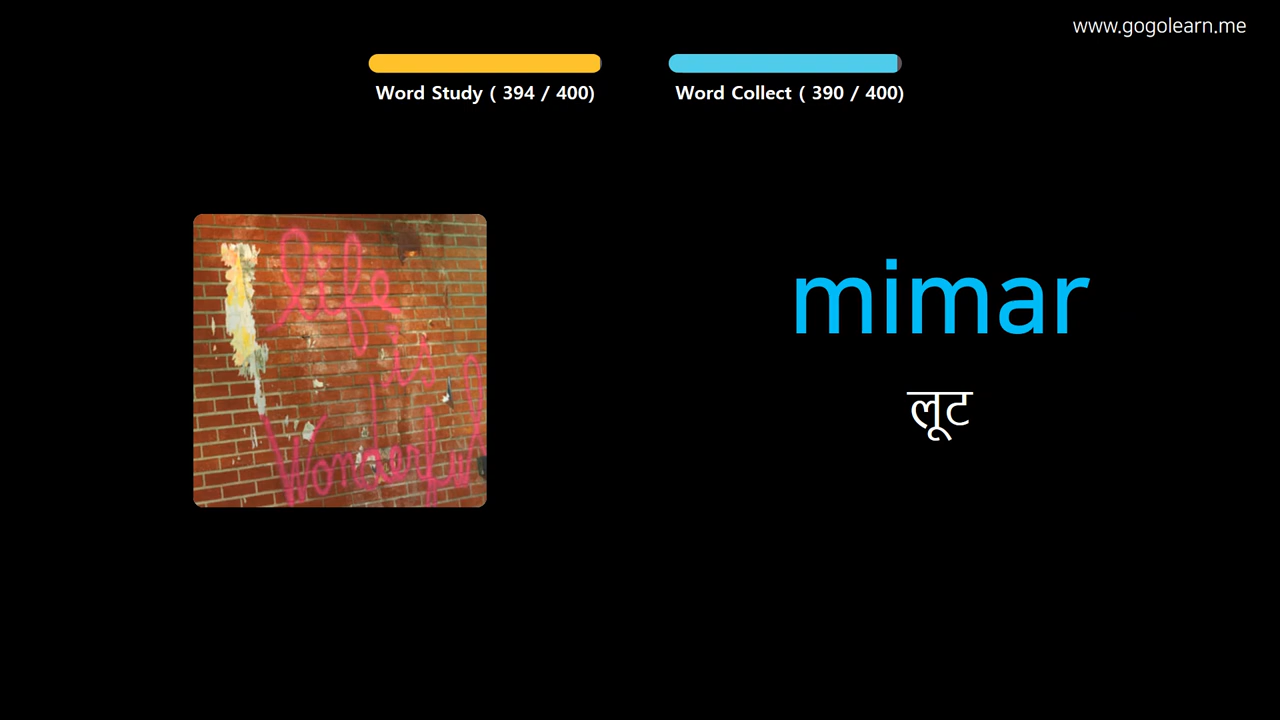 www.gogolearn.me
Word Study ( 394 / 400)
Word Collect ( 390 / 400)
life
is
Wonderful
mimar
लूट